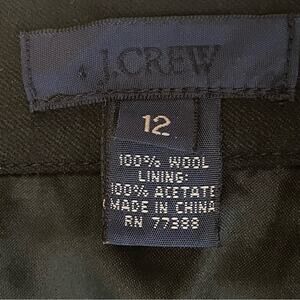 J.CREW
12
100% WOOL
LINING:
100% ACETATE
MADE IN CHINA
RN 77388